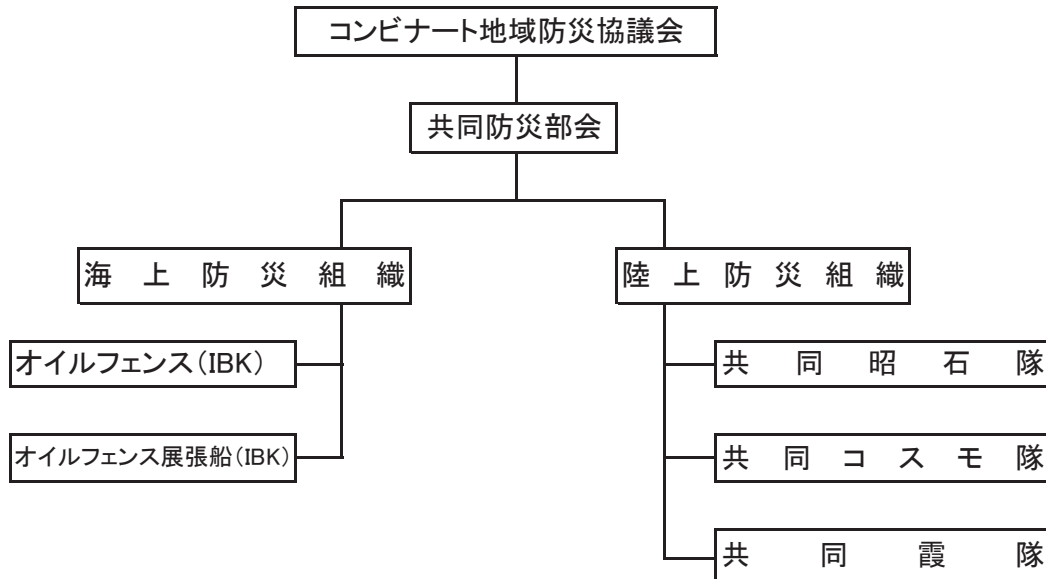 コンビナート地域防災協議会
共同防災部会
海上防災組織
陸上防災組織
オイルフェンス(IBK)
共同昭石隊
オイルフェンス展張船(IBK)
共同コスモ隊
共同霞隊